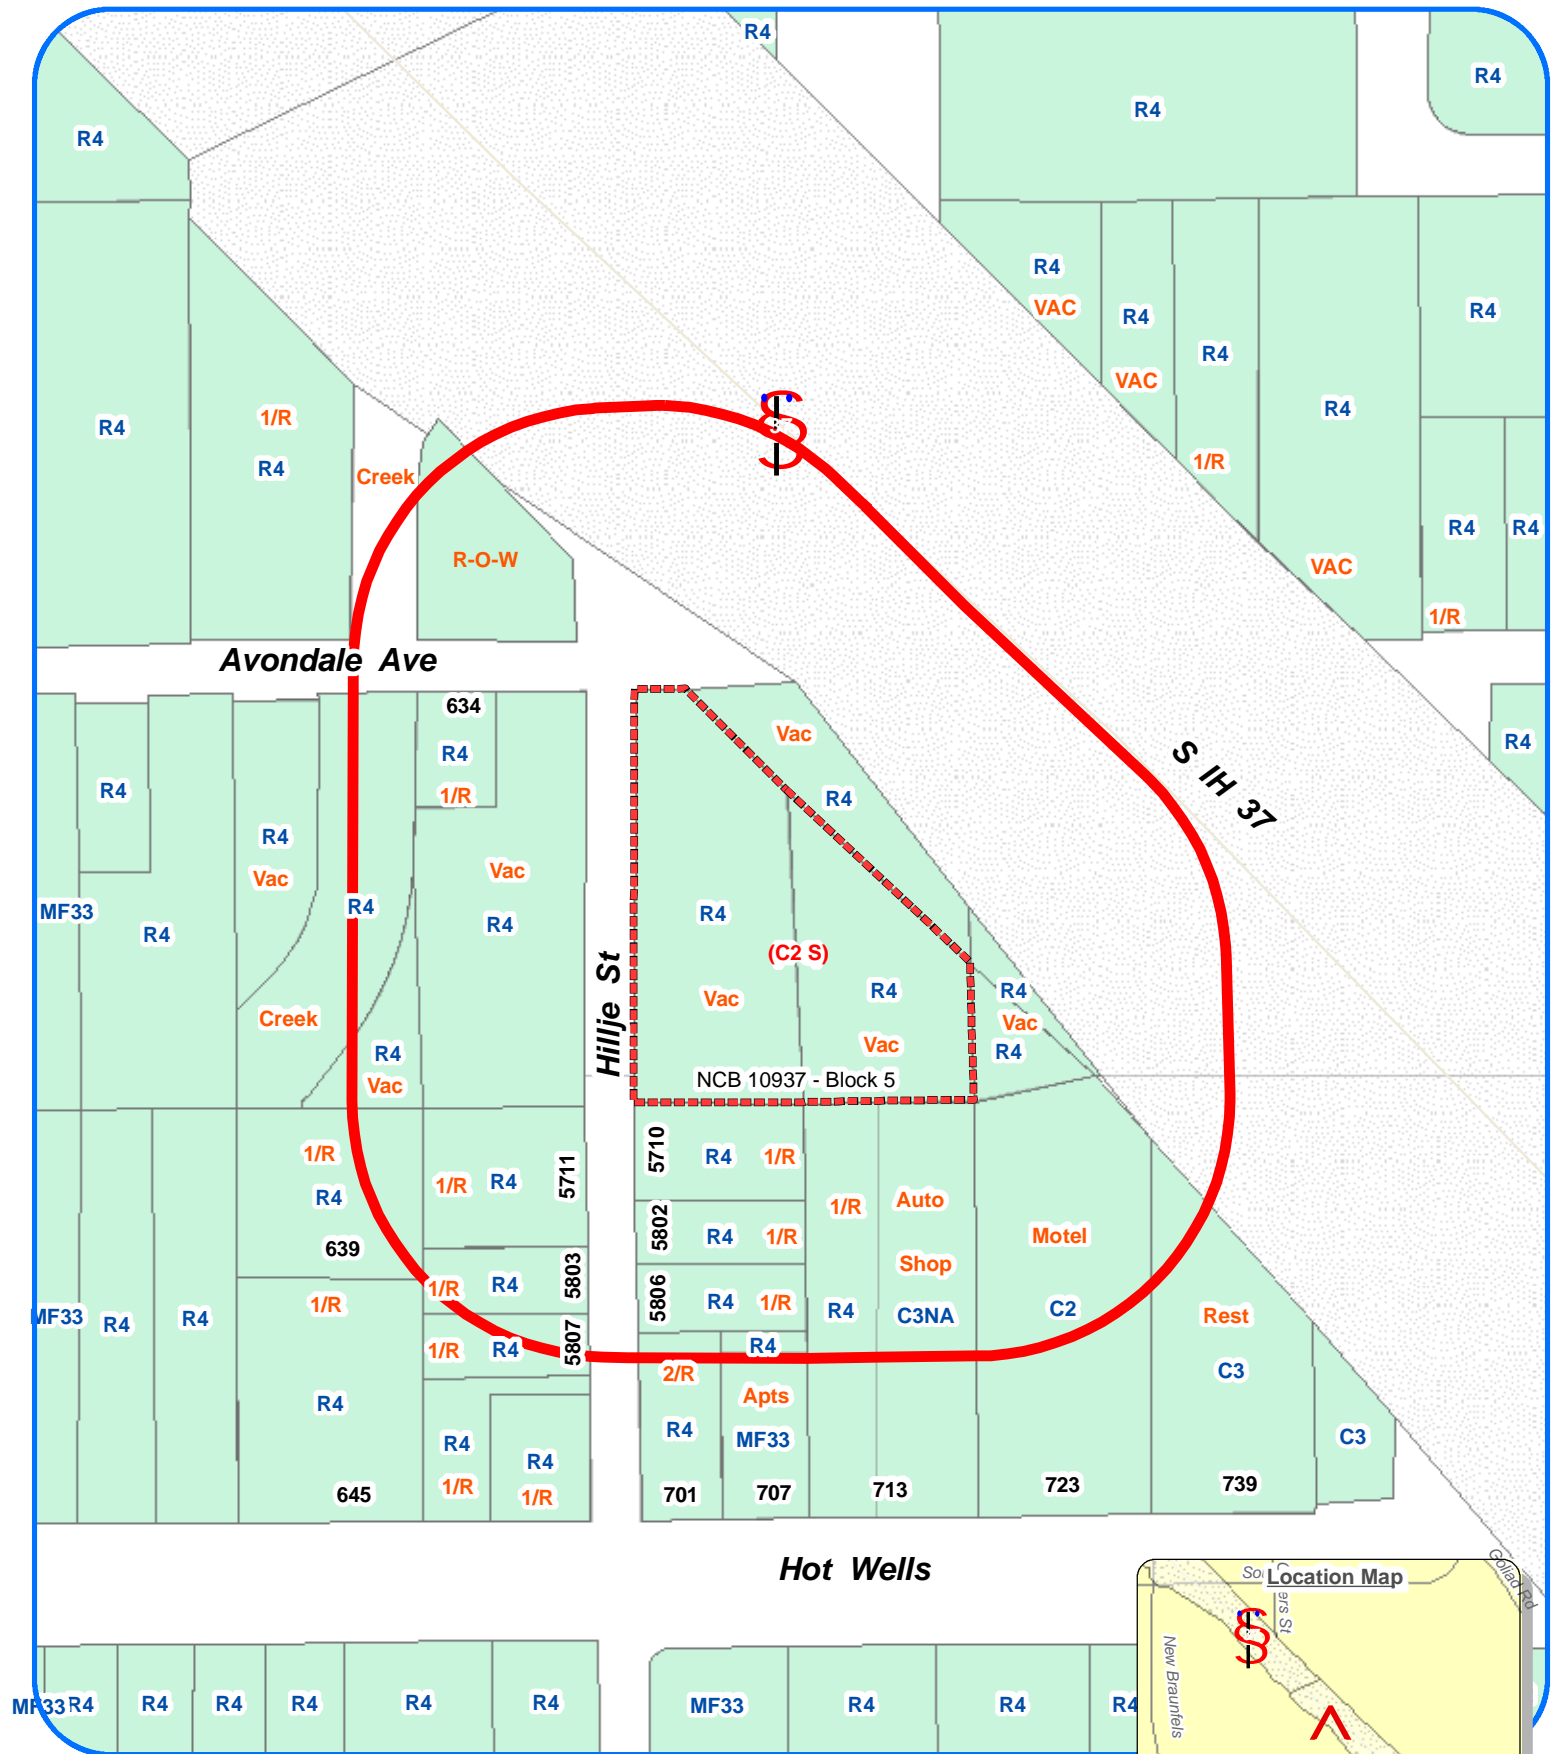 R4
R4
R4
R4
R4
VAC
R4
VAC
R4
R4
R4
R4
1/R
R4
Creek
1/R
R4
R4
VAC
1/R
R-O-W
Avondale Ave
634
R4
1/R
Vac
R4
R4
S IH 37
R4
R4
Vac
Vac
R4
MF33
R4
R4
R4
(C2 S)
Hillje St
Vac
R4
Vac
R4
Vac
R4
Creek
R4
Vac
NCB 10937 - Block 5
1/R
R4
639
1/R
R4
5711
5710
R4
1/R
1/R
Auto
Shop
C3NA
R4
Motel
C2
5802
R4
1/R
1/R
R4
5803
5806
R4
1/R
MF33
R4
R4
1/R
Rest
C3
1/R
R4
5807
R4
2/R
R4
Apts
MF33
R4
R4
1/R
R4
1/R
C3
645
701
707
713
723
739
Hot Wells
Location Map
Goliad Rd
New Braunfels
MF33
R4
R4
R4
R4
R4
R4
MF33
R4
R4
R4